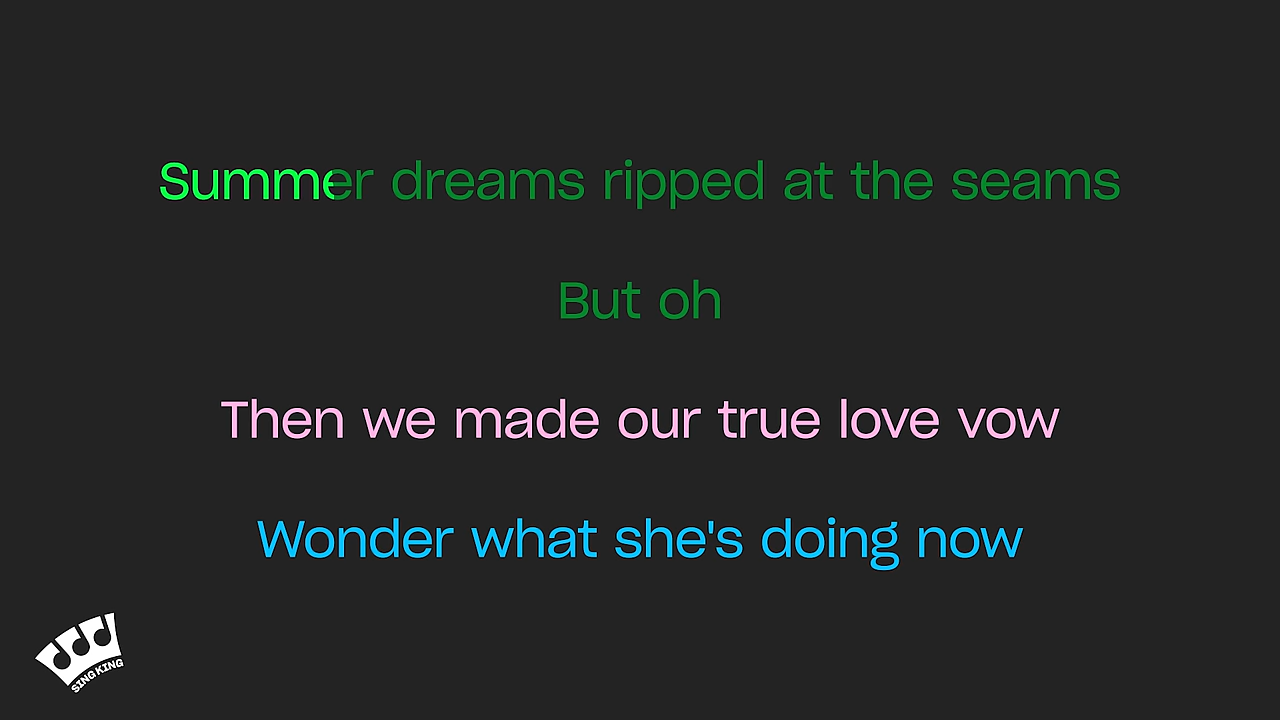 Summer dreams ripped at the seams
But oh
Then we made our true love vow
Wonder what she's doing now
SING KING